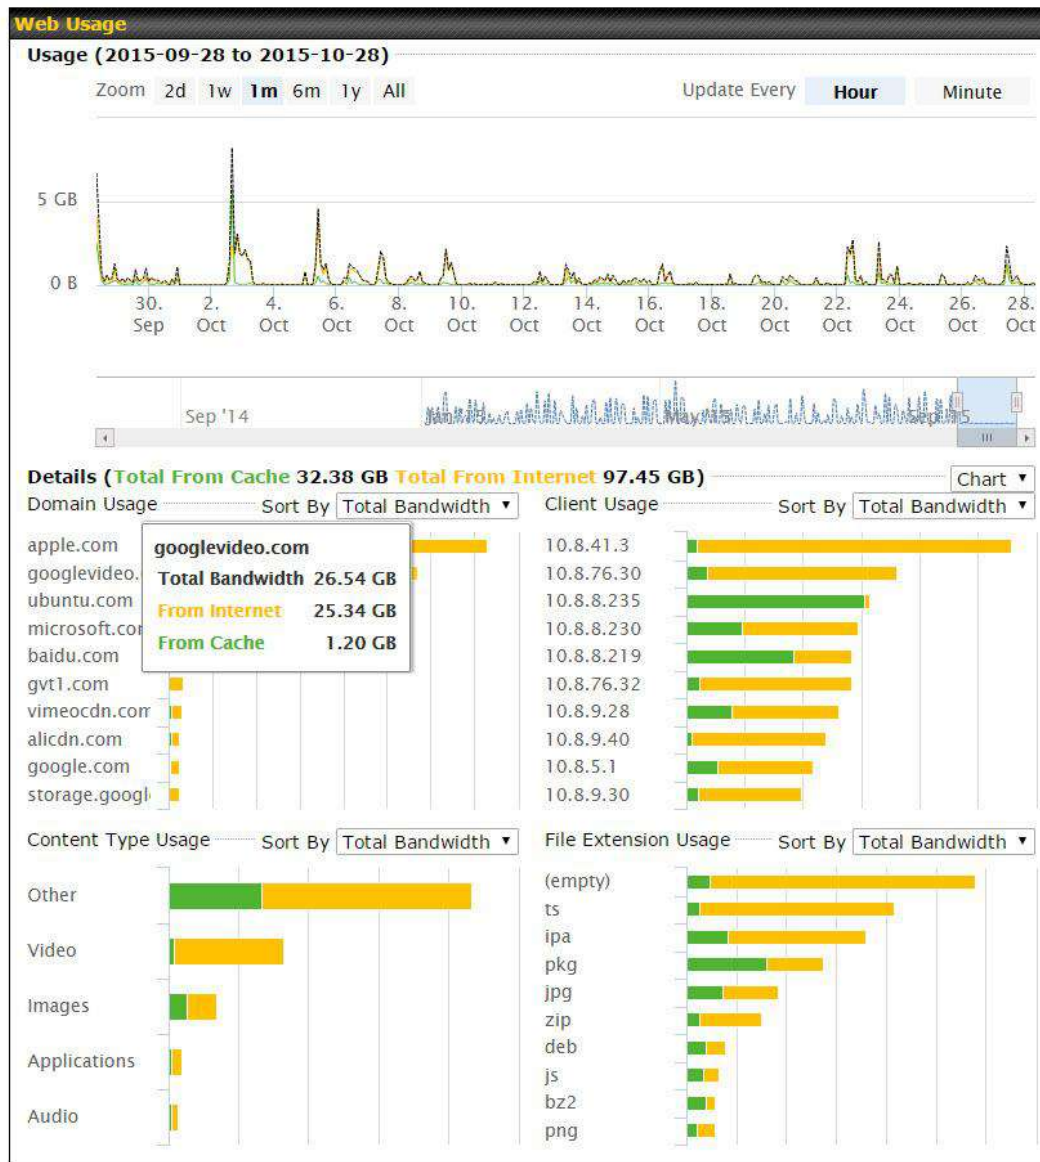 Web Usage
Usage (2015-09-28 to 2015-10-28)
Zoom 2d 1w 1m 6m 1y All Update Every Hour Minute
5 GB
0 B
30. 2. 4. 6. 8. 10. 12. 14. 16. 18. 20. 22. 24. 26. 28.
Sep Oct Oct Oct Oct Oct Oct Oct Oct Oct Oct Oct Oct Oct Oct
Sep '14
Details (Total From Cache 32.38 GB Total From Internet 97.45 GB) Chart
Domain Usage Sort By Total Bandwidth
apple.com
googlevideo.
ubuntu.com
microsoft.com
baidu.com
gvt1.com
vimeocdn.com
alicdn.com
google.com
storage.googl
googlevideo.com
Total Bandwidth 26.54 GB
From Internet 25.34 GB
From Cache 1.20 GB
Client Usage Sort By Total Bandwidth
10.8.41.3
10.8.76.30
10.8.8.235
10.8.8.230
10.8.8.219
10.8.76.32
10.8.9.28
10.8.9.40
10.8.5.1
10.8.9.30
Content Type Usage Sort By Total Bandwidth
Other
Video
Images
Applications
Audio
File Extension Usage Sort By Total Bandwidth
(empty)
ts
ipa
pkg
jpg
zip
deb
js
bz2
png